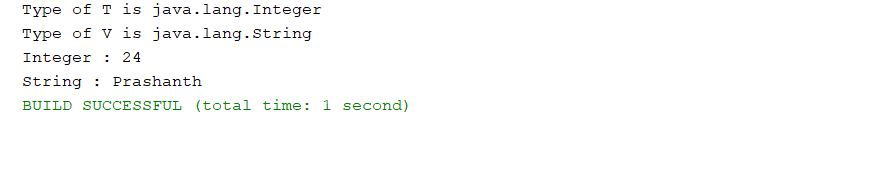 Type of T is java.lang.Integer
Type of V is java.lang.String
Integer : 24
String : Prashanth
BUILD SUCCESSFUL (total time: 1 second)